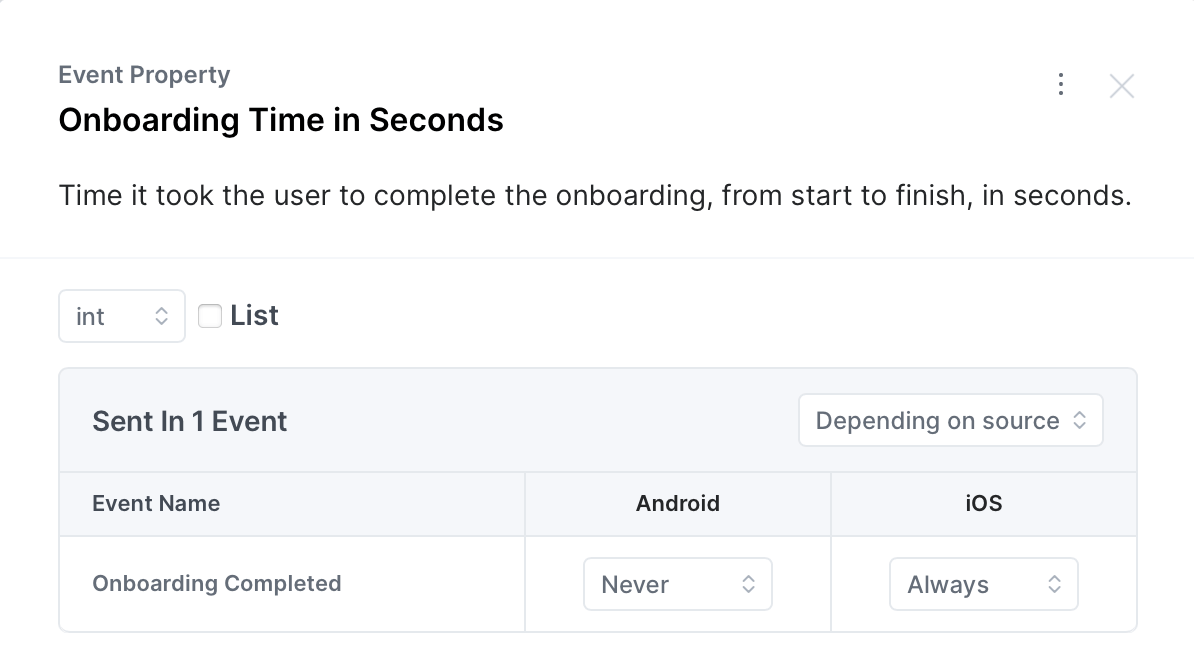 Event Property
Onboarding Time in Seconds
Time it took the user to complete the onboarding, from start to finish, in seconds.
int List
Sent In 1 Event Depending on source
Event Name Android iOS
Onboarding Completed Never Always